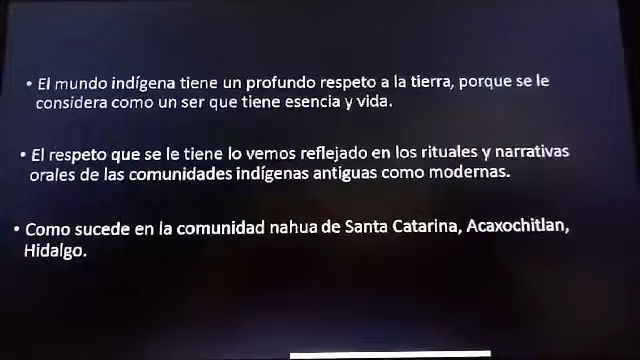 • El mundo indígena tiene un profundo respeto a la tierra, porque se le
considera como un ser que tiene esencia y vida.
• El respeto que se le tiene lo vemos reflejado en los rituales y narrativas
orales de las comunidades indígenas antiguas como modernas.
• Como sucede en la comunidad nahua de Santa Catarina, Acaxochitlan,
Hidalgo.